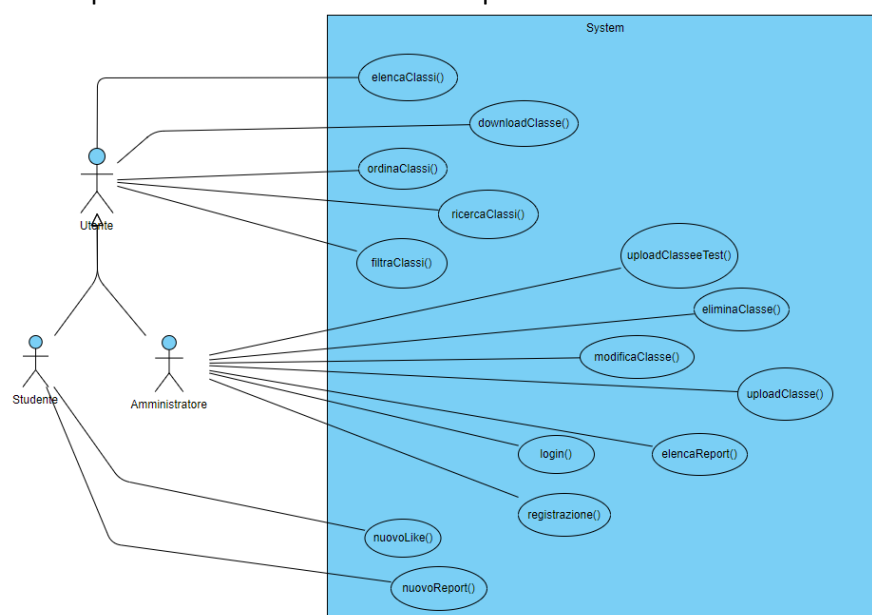 System
elencaClassi()
downloadClasse()
ordinaClassi()
ricercaClassi()
Utente
filtraClassi()
uploadClasseeTest()
eliminaClasse()
modificaClasse()
uploadClasse()
Studente
Amministratore
login()
elencaReport()
registrazione()
nuovoLike()
nuovoReport()